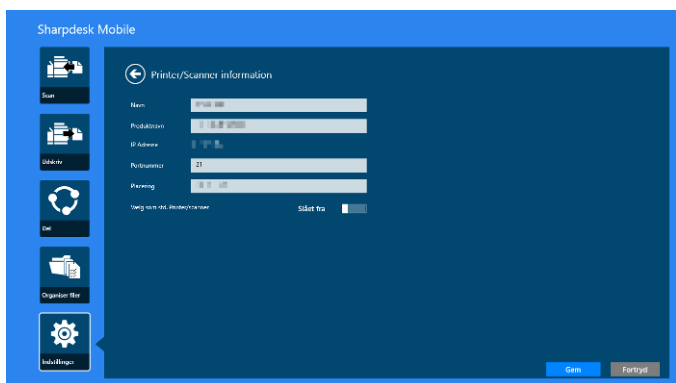 Sharpdesk Mobile
Scan
Udskriv
Del
Organiser filer
Indstillinger
Printer/Scanner information
Navn
Produktnavn
IP Adresse
Portnummer 21
Placering
Vælg som std. Printer/scanner Slået fra
Gem Fortryd